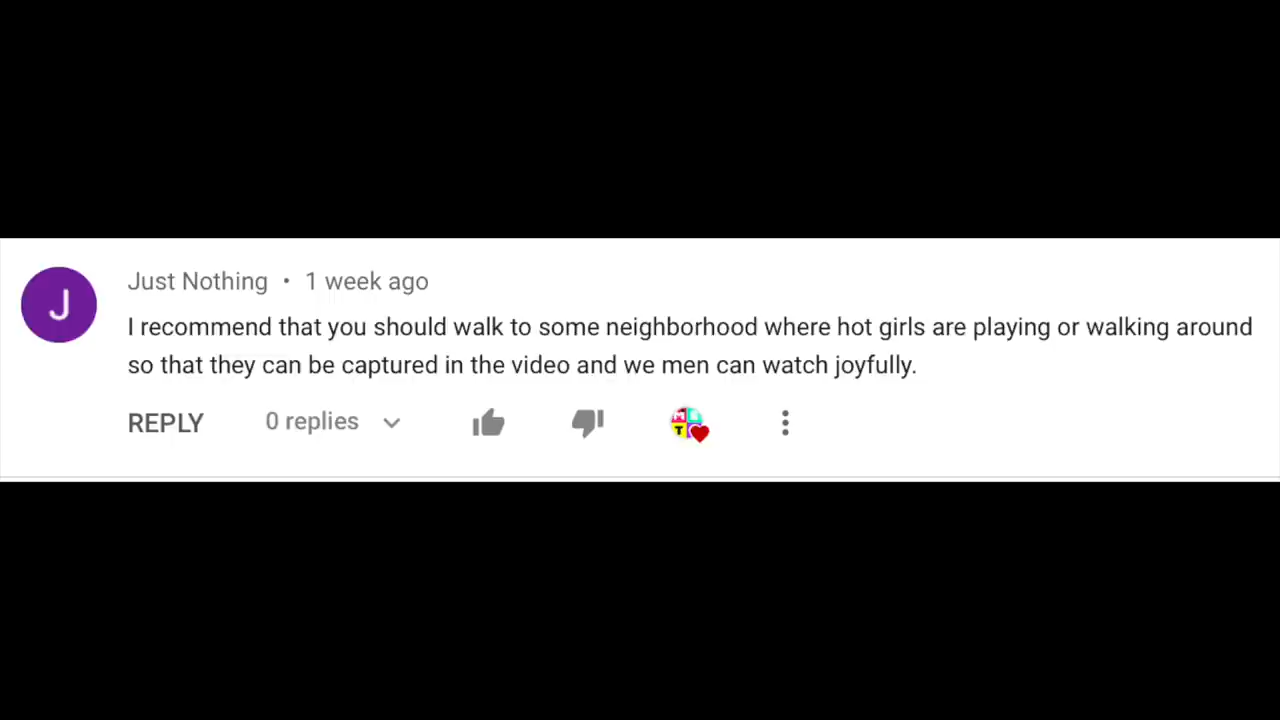 Just Nothing • 1 week ago
I recommend that you should walk to some neighborhood where hot girls are playing or walking around
so that they can be captured in the video and we men can watch joyfully.
REPLY 0 replies
J